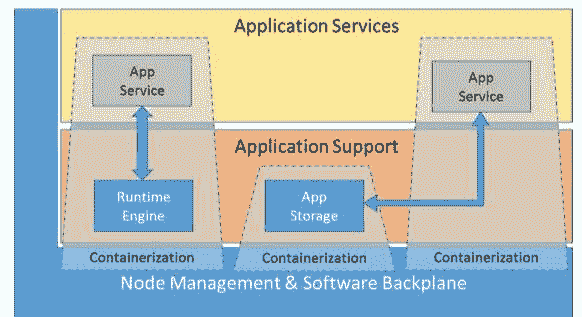 Application Services
App
Service
App
Service
Application Support
Runtime
Engine
App
Storage
Containerization
Containerization
Containerization
Node Management & Software Backplane